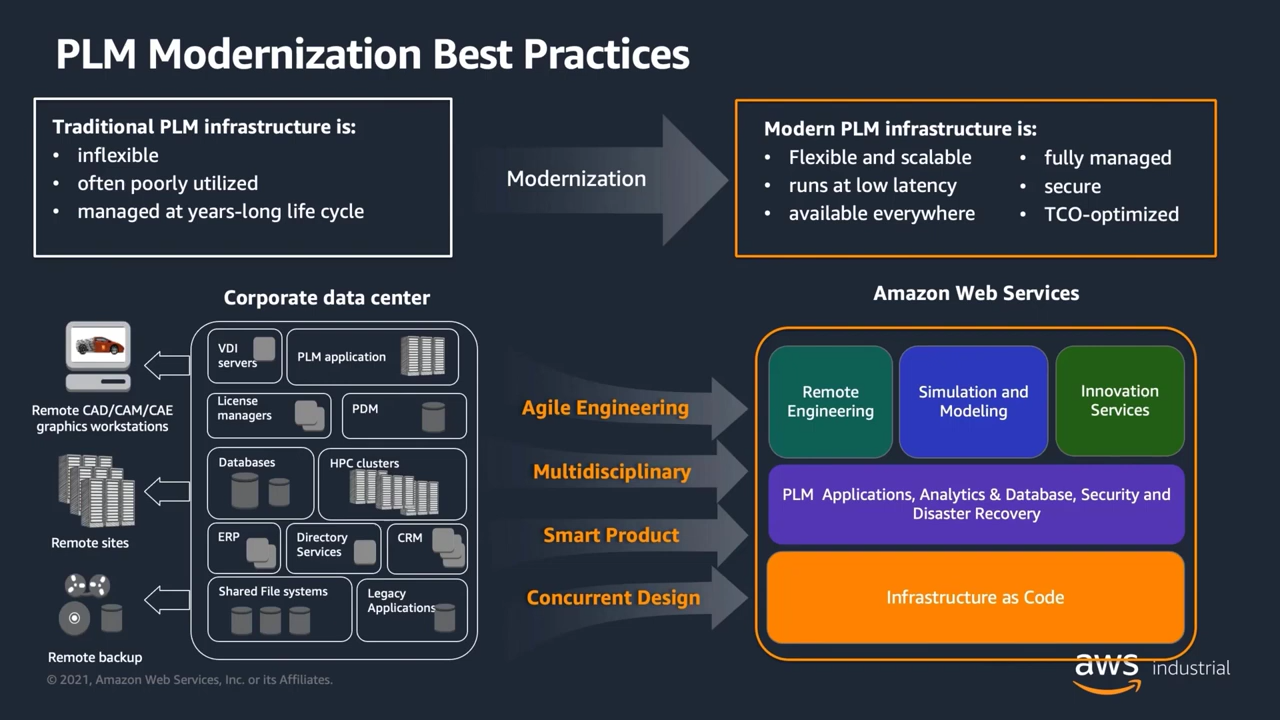 PLM Modernization Best Practices
Traditional PLM infrastructure is:
• inflexible
• often poorly utilized
• managed at years-long life cycle
Modernization
Modern PLM infrastructure is:
• Flexible and scalable
• runs at low latency
• available everywhere
• fully managed
• secure
• TCO-optimized
Corporate data center
Remote CAD/CAM/CAE
graphics workstations
Remote sites
Remote backup
VDI
servers
PLM application
License
managers
PDM
Databases
HPC clusters
ERP
Directory
Services
CRM
Shared File systems
Legacy
Applications
Agile Engineering
Multidisciplinary
Smart Product
Concurrent Design
Amazon Web Services
Remote
Engineering
Simulation and
Modeling
Innovation
Services
PLM Applications, Analytics & Database, Security and
Disaster Recovery
Infrastructure as Code
© 2021, Amazon Web Services, Inc. or its Affiliates.
aws industrial